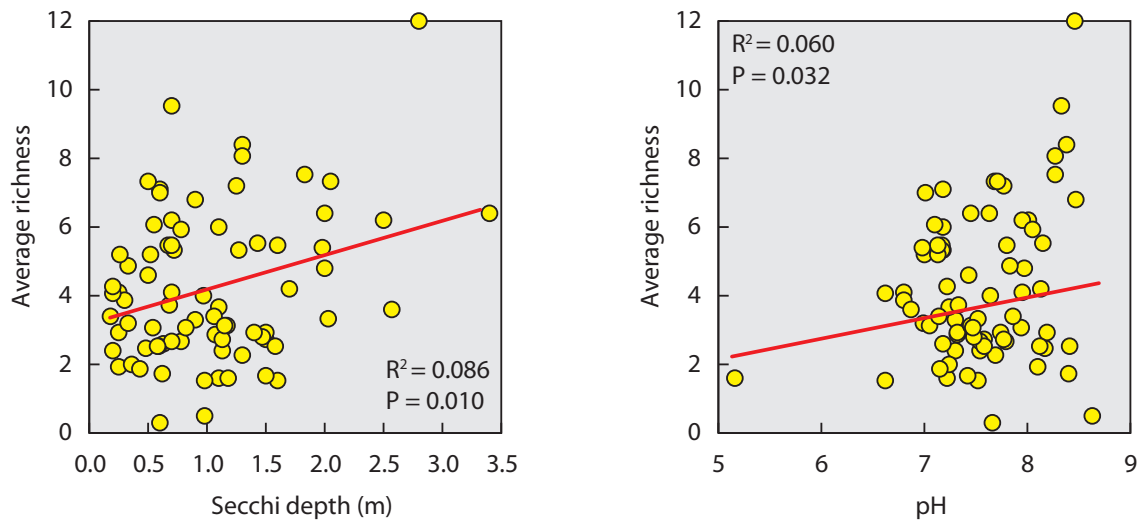 Average richness
12
10
8
6
4
2
0
R² = 0.086
P = 0.010
0.0 0.5 1.0 1.5 2.0 2.5 3.0 3.5
Secchi depth (m)
Average richness
12
10
8
6
4
2
0
R² = 0.060
P = 0.032
5 6 7 8 9
pH